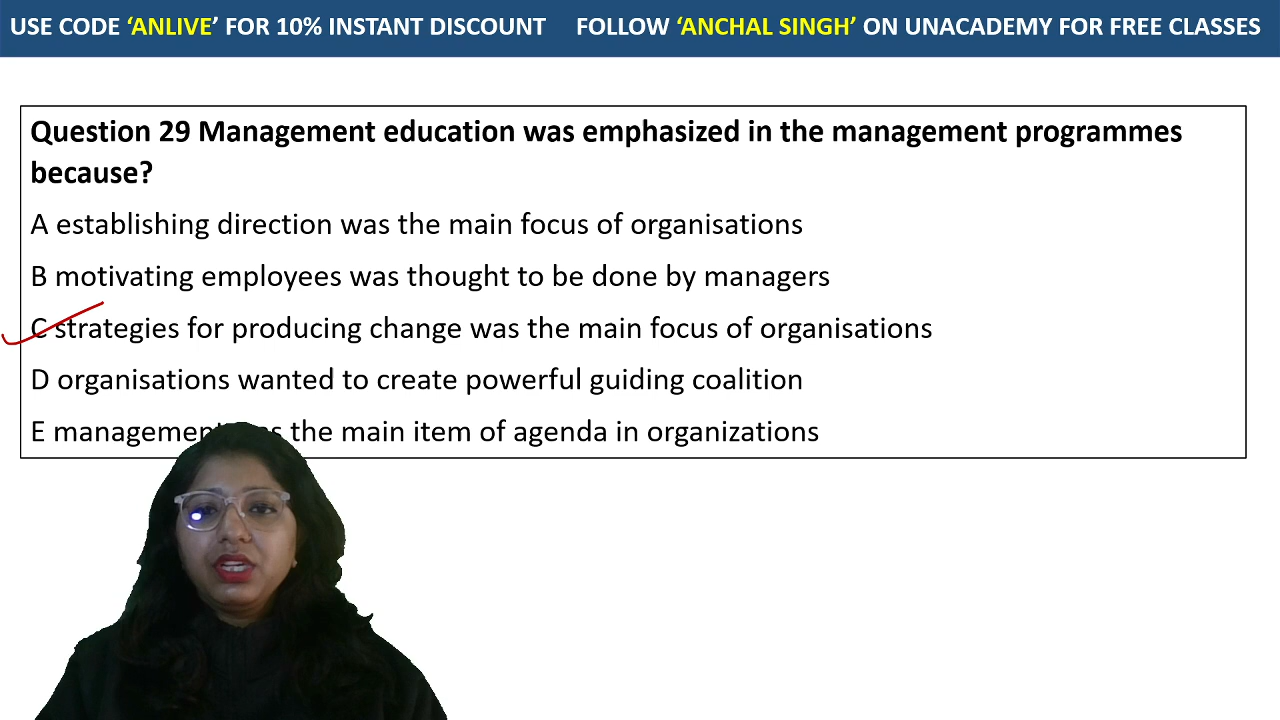 USE CODE ‘ANLIVE’ FOR 10% INSTANT DISCOUNT FOLLOW ‘ANCHAL SINGH’ ON UNACADEMY FOR FREE CLASSES
Question 29 Management education was emphasized in the management programmes
because?
A establishing direction was the main focus of organisations
B motivating employees was thought to be done by managers
C strategies for producing change was the main focus of organisations
D organisations wanted to create powerful guiding coalition
E management the main item of agenda in organizations